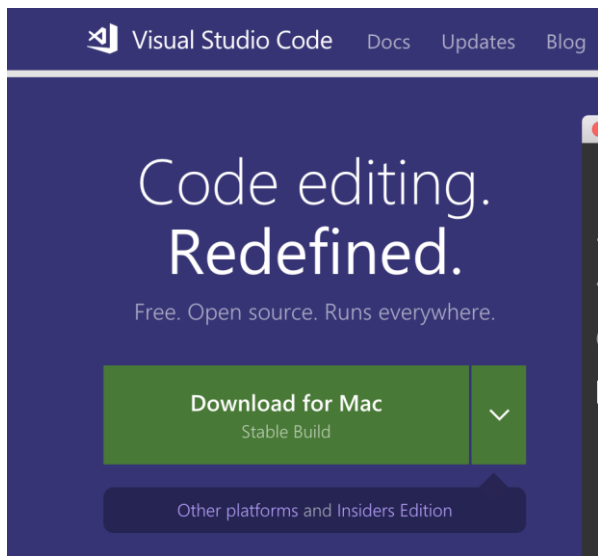 Visual Studio Code Docs Updates Blog
Code editing.
Redefined.
Free. Open source. Runs everywhere.
Download for Mac
Stable Build
Other platforms and Insiders Edition